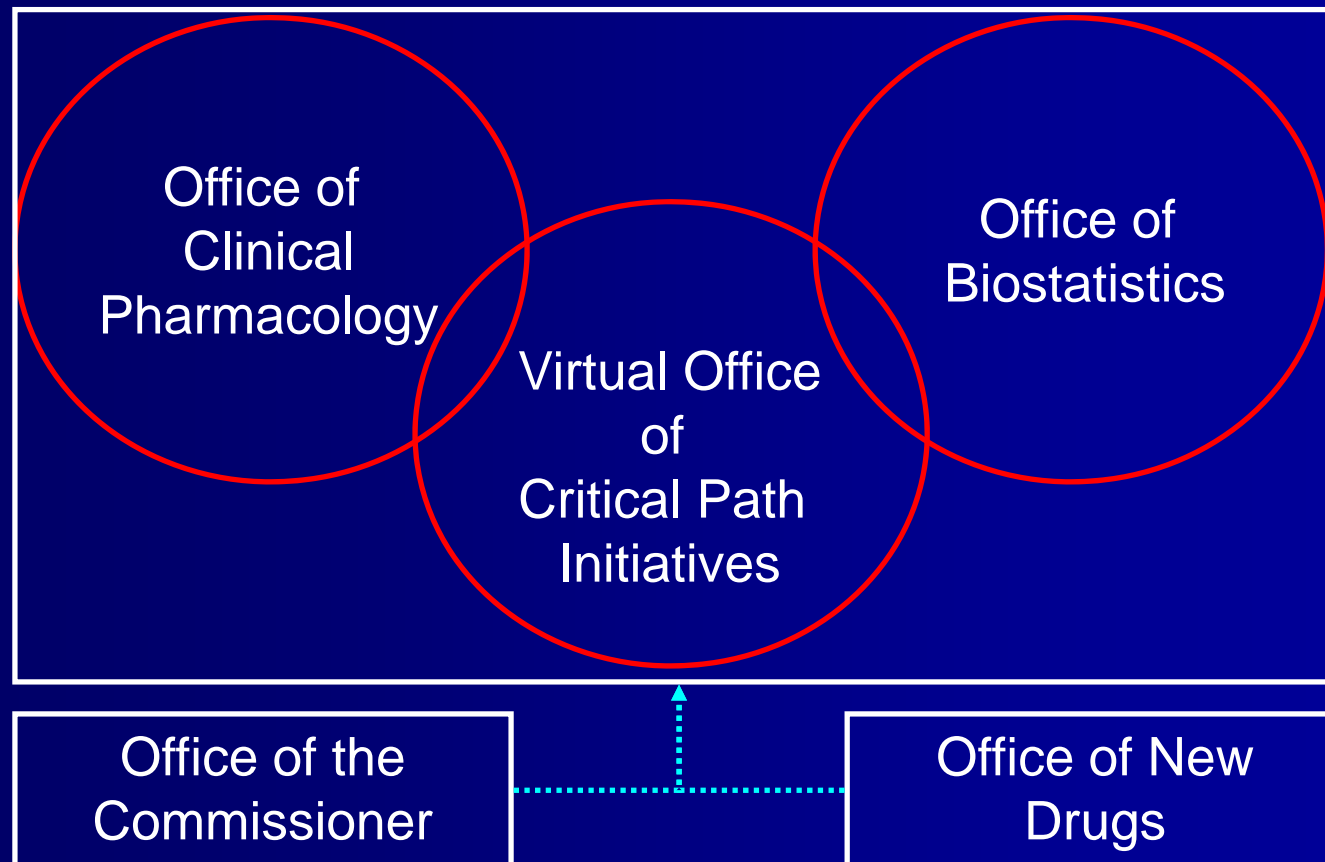 Office of
Clinical
Pharmacology
Office of
Biostatistics
Virtual Office
of
Critical Path
Initiatives
Office of the
Commissioner
Office of New
Drugs